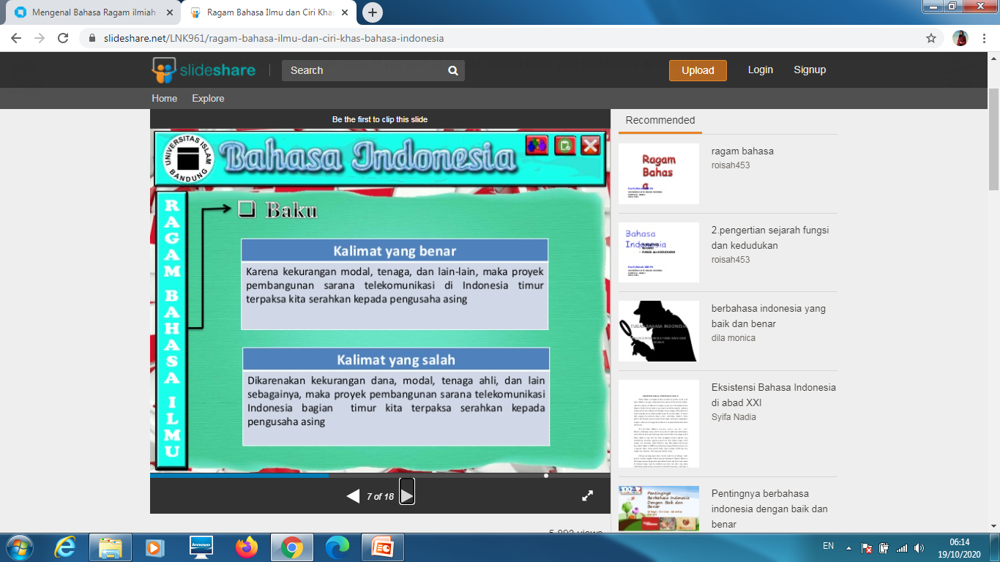 Mengenal Bahasa Ragam ilmiah
Ragam Bahasa Ilmu dan Ciri Khas
slideshare.net/LNK961/ragam-bahasa-ilmu-dan-ciri-khas-bahasa-indonesia
slideshare
Search
Upload
Login
Signup
Home
Explore
Be the first to clip this slide
UNIVERSITAS ISLAM
BANDUNG
Bahasa Indonesia
RAGAM BAHASA ILMU
Baku
Kalimat yang benar
Karena kekurangan modal, tenaga, dan lain-lain, maka proyek
pembangunan sarana telekomunikasi di Indonesia timur
terpaksa kita serahkan kepada pengusaha asing
Kalimat yang salah
Dikarenakan kekurangan dana, modal, tenaga ahli, dan lain
sebagainya, maka proyek pembangunan sarana telekomunikasi
Indonesia bagian timur kita terpaksa serahkan kepada
pengusaha asing
7 of 18
5,892 views
Recommended
Ragam
Bahas
a
ragam bahasa
roisah453
Bahasa
Indonesia
2.pengertian sejarah fungsi
dan kedudukan
roisah453
TUGAS BAHASA INDONESIA
berbahasa indonesia yang
baik dan benar
dila monica
Eksistensi Bahasa Indonesia
di abad XXI
Syifa Nadia
Pentingnya
Berbahasa Indonesia
Dengan Baik dan
Benar
Pentingnya berbahasa
indonesia dengan baik dan
benar
lenovo
EN
06:14
19/10/2020